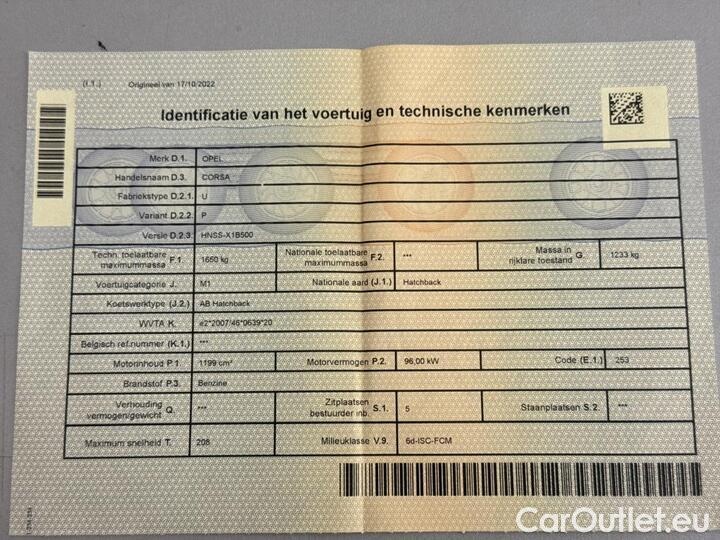 (I.1.) Origineel van 17/10/2022
Identificatie van het voertuig en technische kenmerken
Merk D.1. OPEL
Handelsnaam D.3. CORSA
Fabriekstype D.2.1. U
Variant D.2.2. P
Versie D.2.3. HNSS-X1B500
Techn. toelaatbare maximummassa F.1. 1650 kg Nationale toelaatbare maximummassa F.2. *** Massa in rijklare toestand G. 1233 kg
Voertuigcategorie J. M1 Nationale aard (J.1.) Hatchback
Koetswerktype (J.2.) AB Hatchback
WVTA K. e2*2007/46*0639*20
Belgisch ref.nummer (K.1.) ***
Motorinhoud P.1. 1199 cm³ Motorvermogen P.2. 96,00 kW Code (E.1.) 253
Brandstof P.3. Benzine
Verhouding vermogen/gewicht Q. *** Zitplaatsen bestuurder inb. S.1. 5 Staanplaatsen S.2. ***
Maximum snelheid T. 208 Milieuklasse V.9. 6d-ISC-FCM
CarOutlet.eu